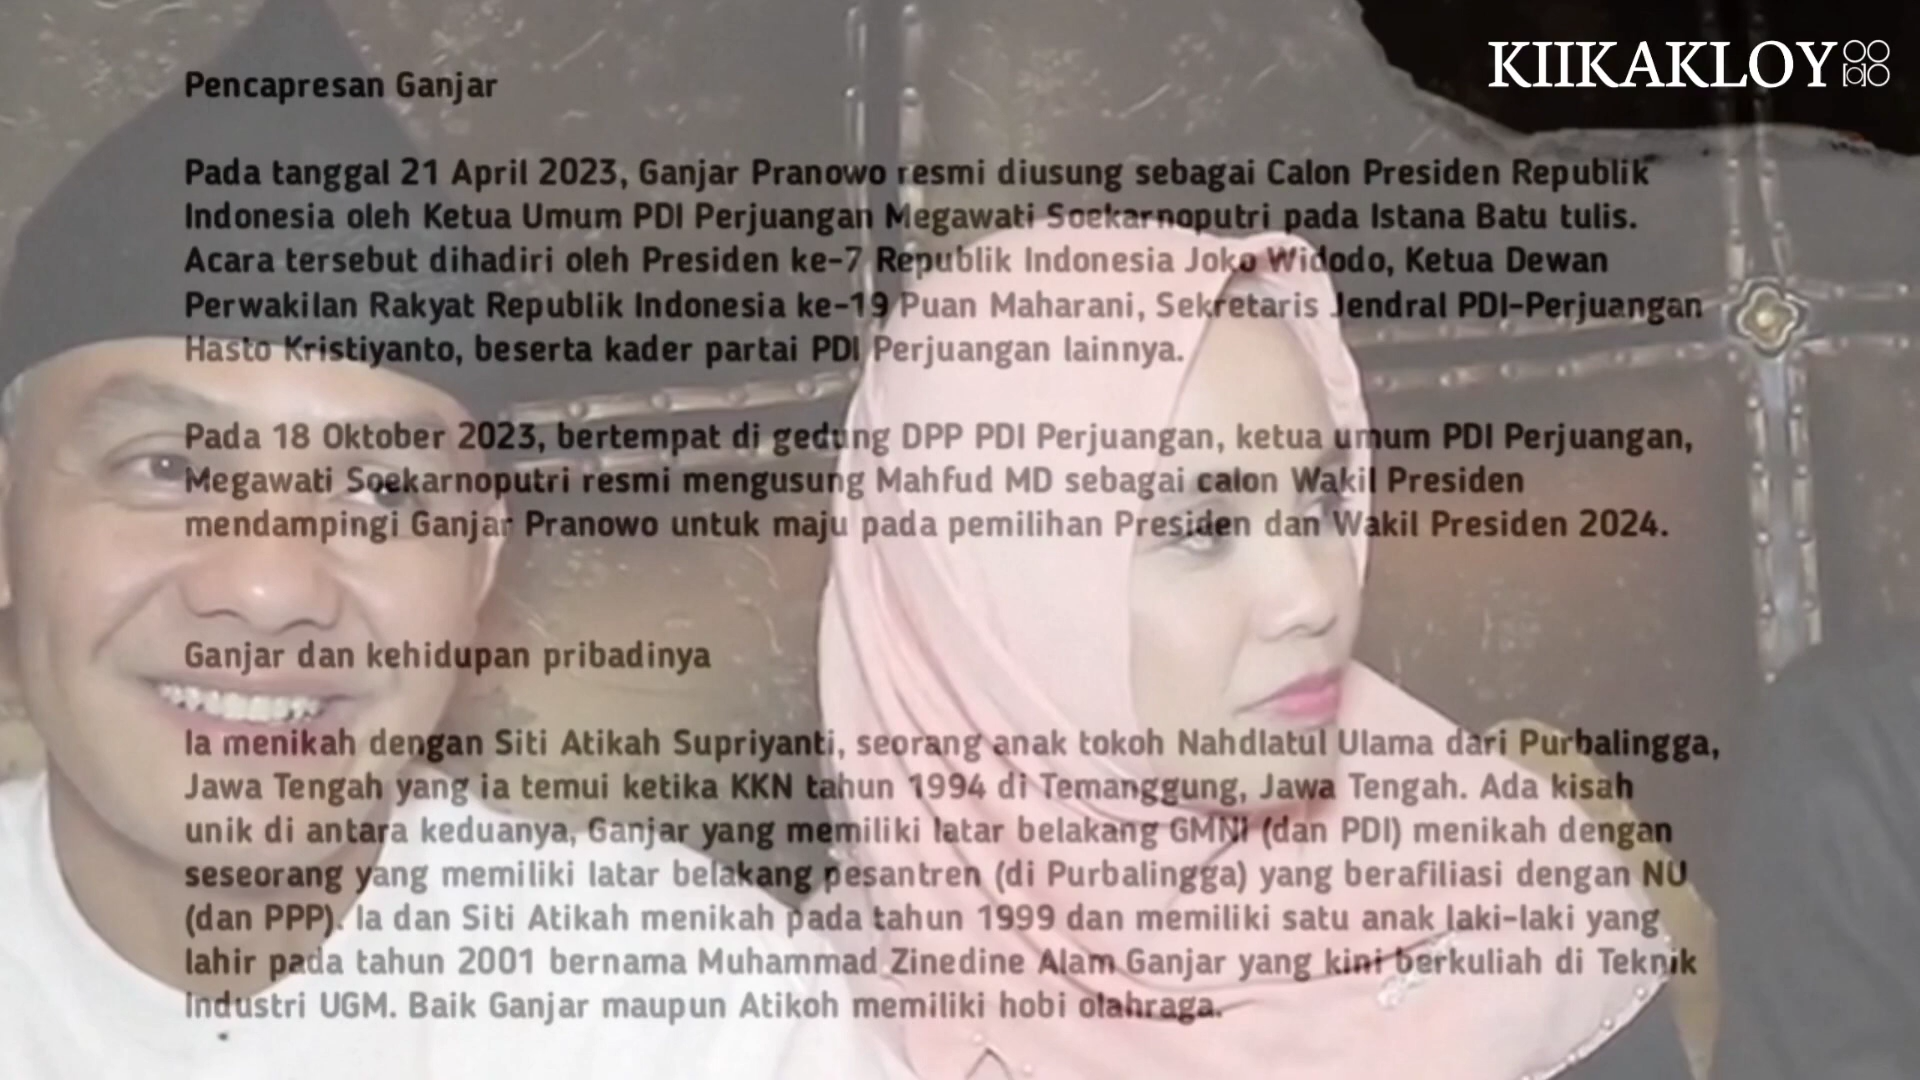 KIIKAKLOY
Pencapresan Ganjar
Pada tanggal 21 April 2023, Ganjar Pranowo resmi diusung sebagai Calon Presiden Republik
Indonesia oleh Ketua Umum PDI Perjuangan Megawati Soekarnoputri pada Istana Batu tulis.
Acara tersebut dihadiri oleh Presiden ke-7 Republik Indonesia Joko Widodo, Ketua Dewan
Perwakilan Rakyat Republik Indonesia ke-19 Puan Maharani, Sekretaris Jendral PDI-Perjuangan
Hasto Kristiyanto, beserta kader partai PDI Perjuangan lainnya.
Pada 18 Oktober 2023, bertempat di gedung DPP PDI Perjuangan, ketua umum PDI Perjuangan,
Megawati Soekarnoputri resmi mengusung Mahfud MD sebagai calon Wakil Presiden
mendampingi Ganjar Pranowo untuk maju pada pemilihan Presiden dan Wakil Presiden 2024.
Ganjar dan kehidupan pribadinya
Ia menikah dengan Siti Atikah Supriyanti, seorang anak tokoh Nahdlatul Ulama dari Purbalingga,
Jawa Tengah yang ia temui ketika KKN tahun 1994 di Temanggung, Jawa Tengah. Ada kisah
unik di antara keduanya, Ganjar yang memiliki latar belakang GMNI (dan PDI) menikah dengan
seseorang yang memiliki latar belakang pesantren (di Purbalingga) yang berafiliasi dengan NU
(dan PPP). Ia dan Siti Atikah menikah pada tahun 1999 dan memiliki satu anak laki-laki yang
lahir pada tahun 2001 bernama Muhammad Zinedine Alam Ganjar yang kini berkuliah di Teknik
Industri UGM. Baik Ganjar maupun Atikoh memiliki hobi olahraga.